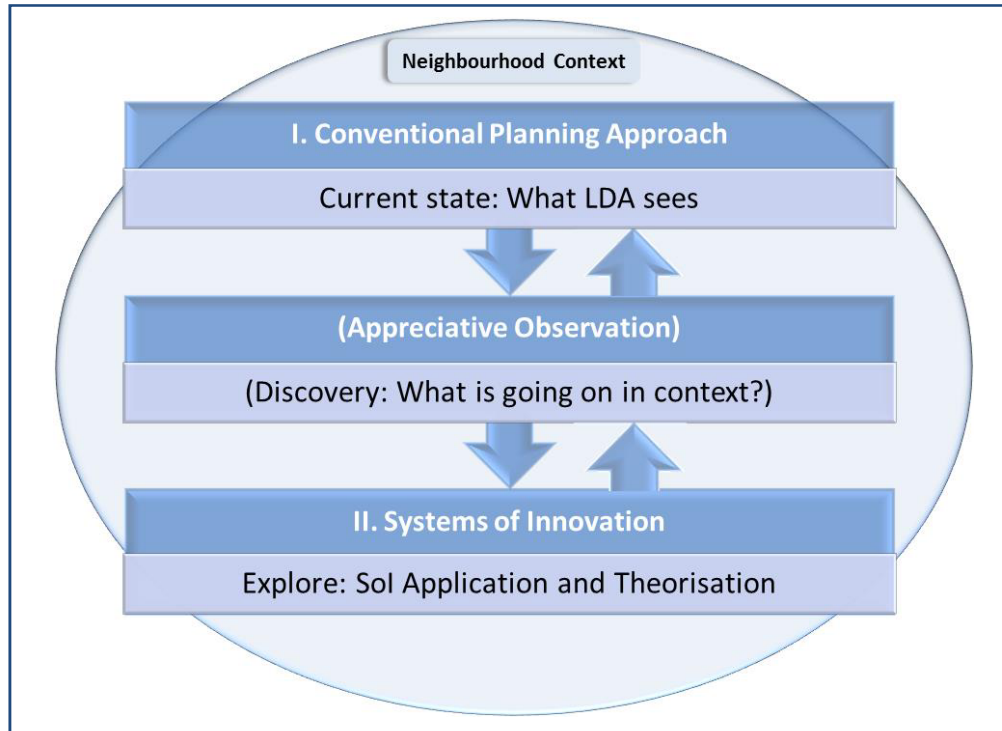 Neighbourhood Context
I. Conventional Planning Approach
Current state: What LDA sees
(Appreciative Observation)
(Discovery: What is going on in context?)
II. Systems of Innovation
Explore: SoI Application and Theorisation